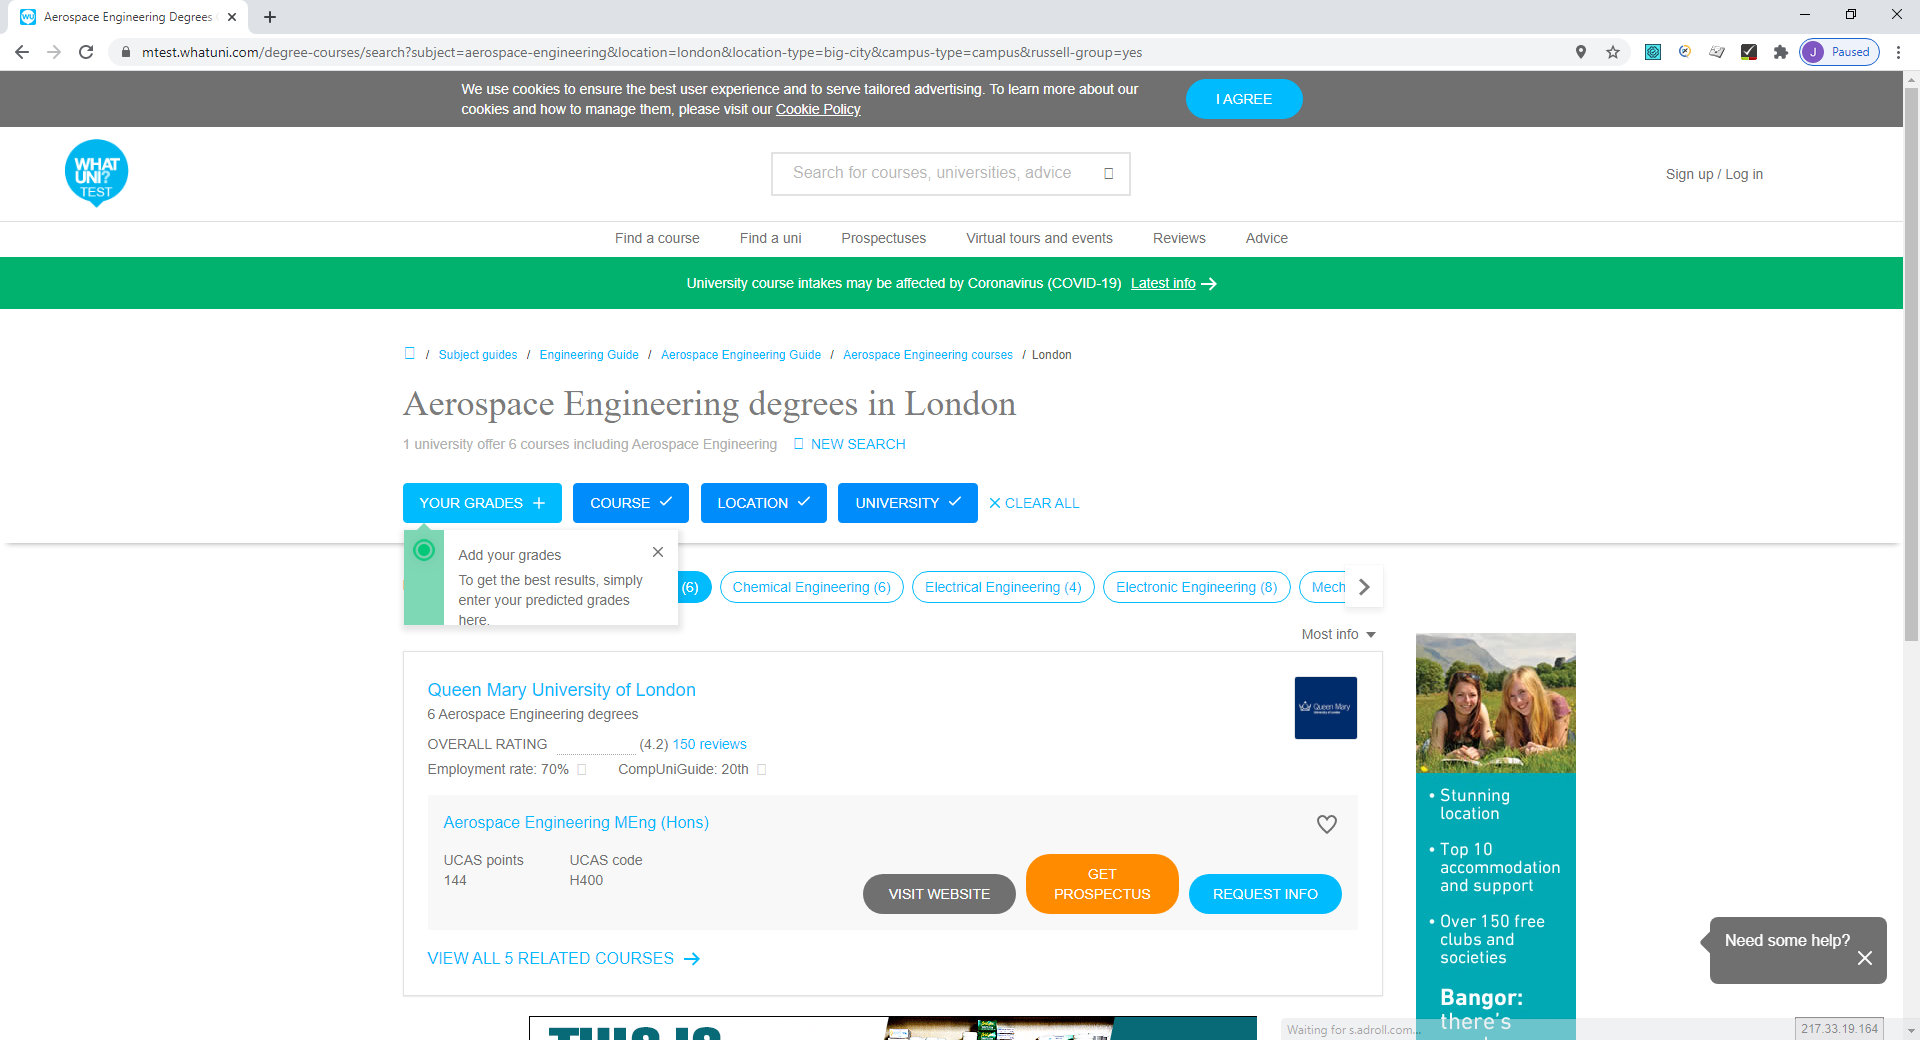 Aerospace Engineering Degrees
mtest.whatuni.com/degree-courses/search?subject=aerospace-engineering&location=london&location-type=big-city&campus-type=campus&russell-group=yes
J Paused
We use cookies to ensure the best user experience and to serve tailored advertising. To learn more about our
cookies and how to manage them, please visit our Cookie Policy
I AGREE
WHAT
UNI?
TEST
Search for courses, universities, advice
Sign up / Log in
Find a course Find a uni Prospectuses Virtual tours and events Reviews Advice
University course intakes may be affected by Coronavirus (COVID-19) Latest info
/ Subject guides / Engineering Guide / Aerospace Engineering Guide / Aerospace Engineering courses / London
Aerospace Engineering degrees in London
1 university offer 6 courses including Aerospace Engineering NEW SEARCH
YOUR GRADES COURSE LOCATION UNIVERSITY CLEAR ALL
Add your grades
To get the best results, simply
enter your predicted grades
here.
(6) Chemical Engineering (6) Electrical Engineering (4) Electronic Engineering (8) Mech
Most info
Queen Mary University of London
6 Aerospace Engineering degrees
OVERALL RATING (4.2) 150 reviews
Employment rate: 70% CompUniGuide: 20th
Queen Mary
University of London
Aerospace Engineering MEng (Hons)
UCAS points UCAS code
144 H400
VISIT WEBSITE
GET
PROSPECTUS
REQUEST INFO
VIEW ALL 5 RELATED COURSES
• Stunning
location
• Top 10
accommodation
and support
• Over 150 free
clubs and
societies
Bangor:
there's
Need some help?
THIS IS
Waiting for s.adroll.com...
217.33.19.164